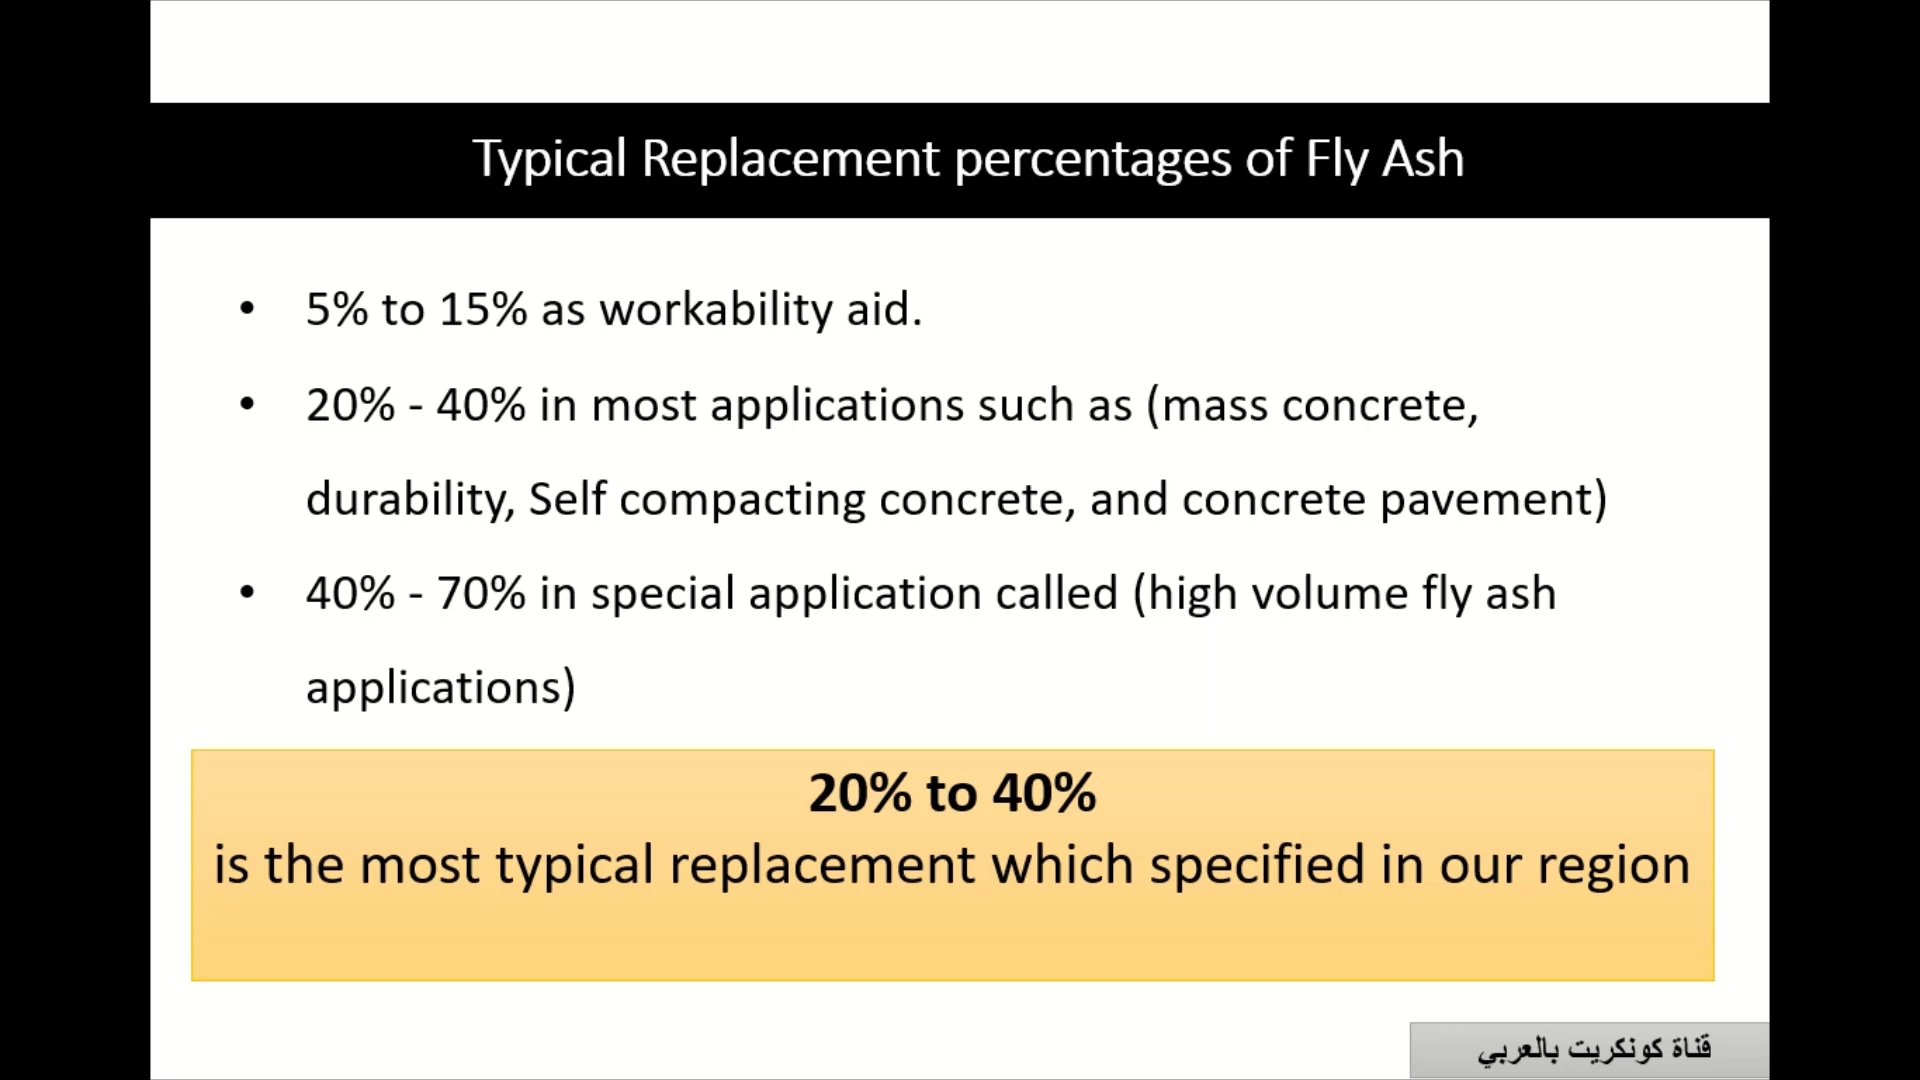 Typical Replacement percentages of Fly Ash
• 5% to 15% as workability aid.
• 20% - 40% in most applications such as (mass concrete,
durability, Self compacting concrete, and concrete pavement)
• 40% - 70% in special application called (high volume fly ash
applications)
20% to 40%
is the most typical replacement which specified in our region
قناة كونكريت بالعربي